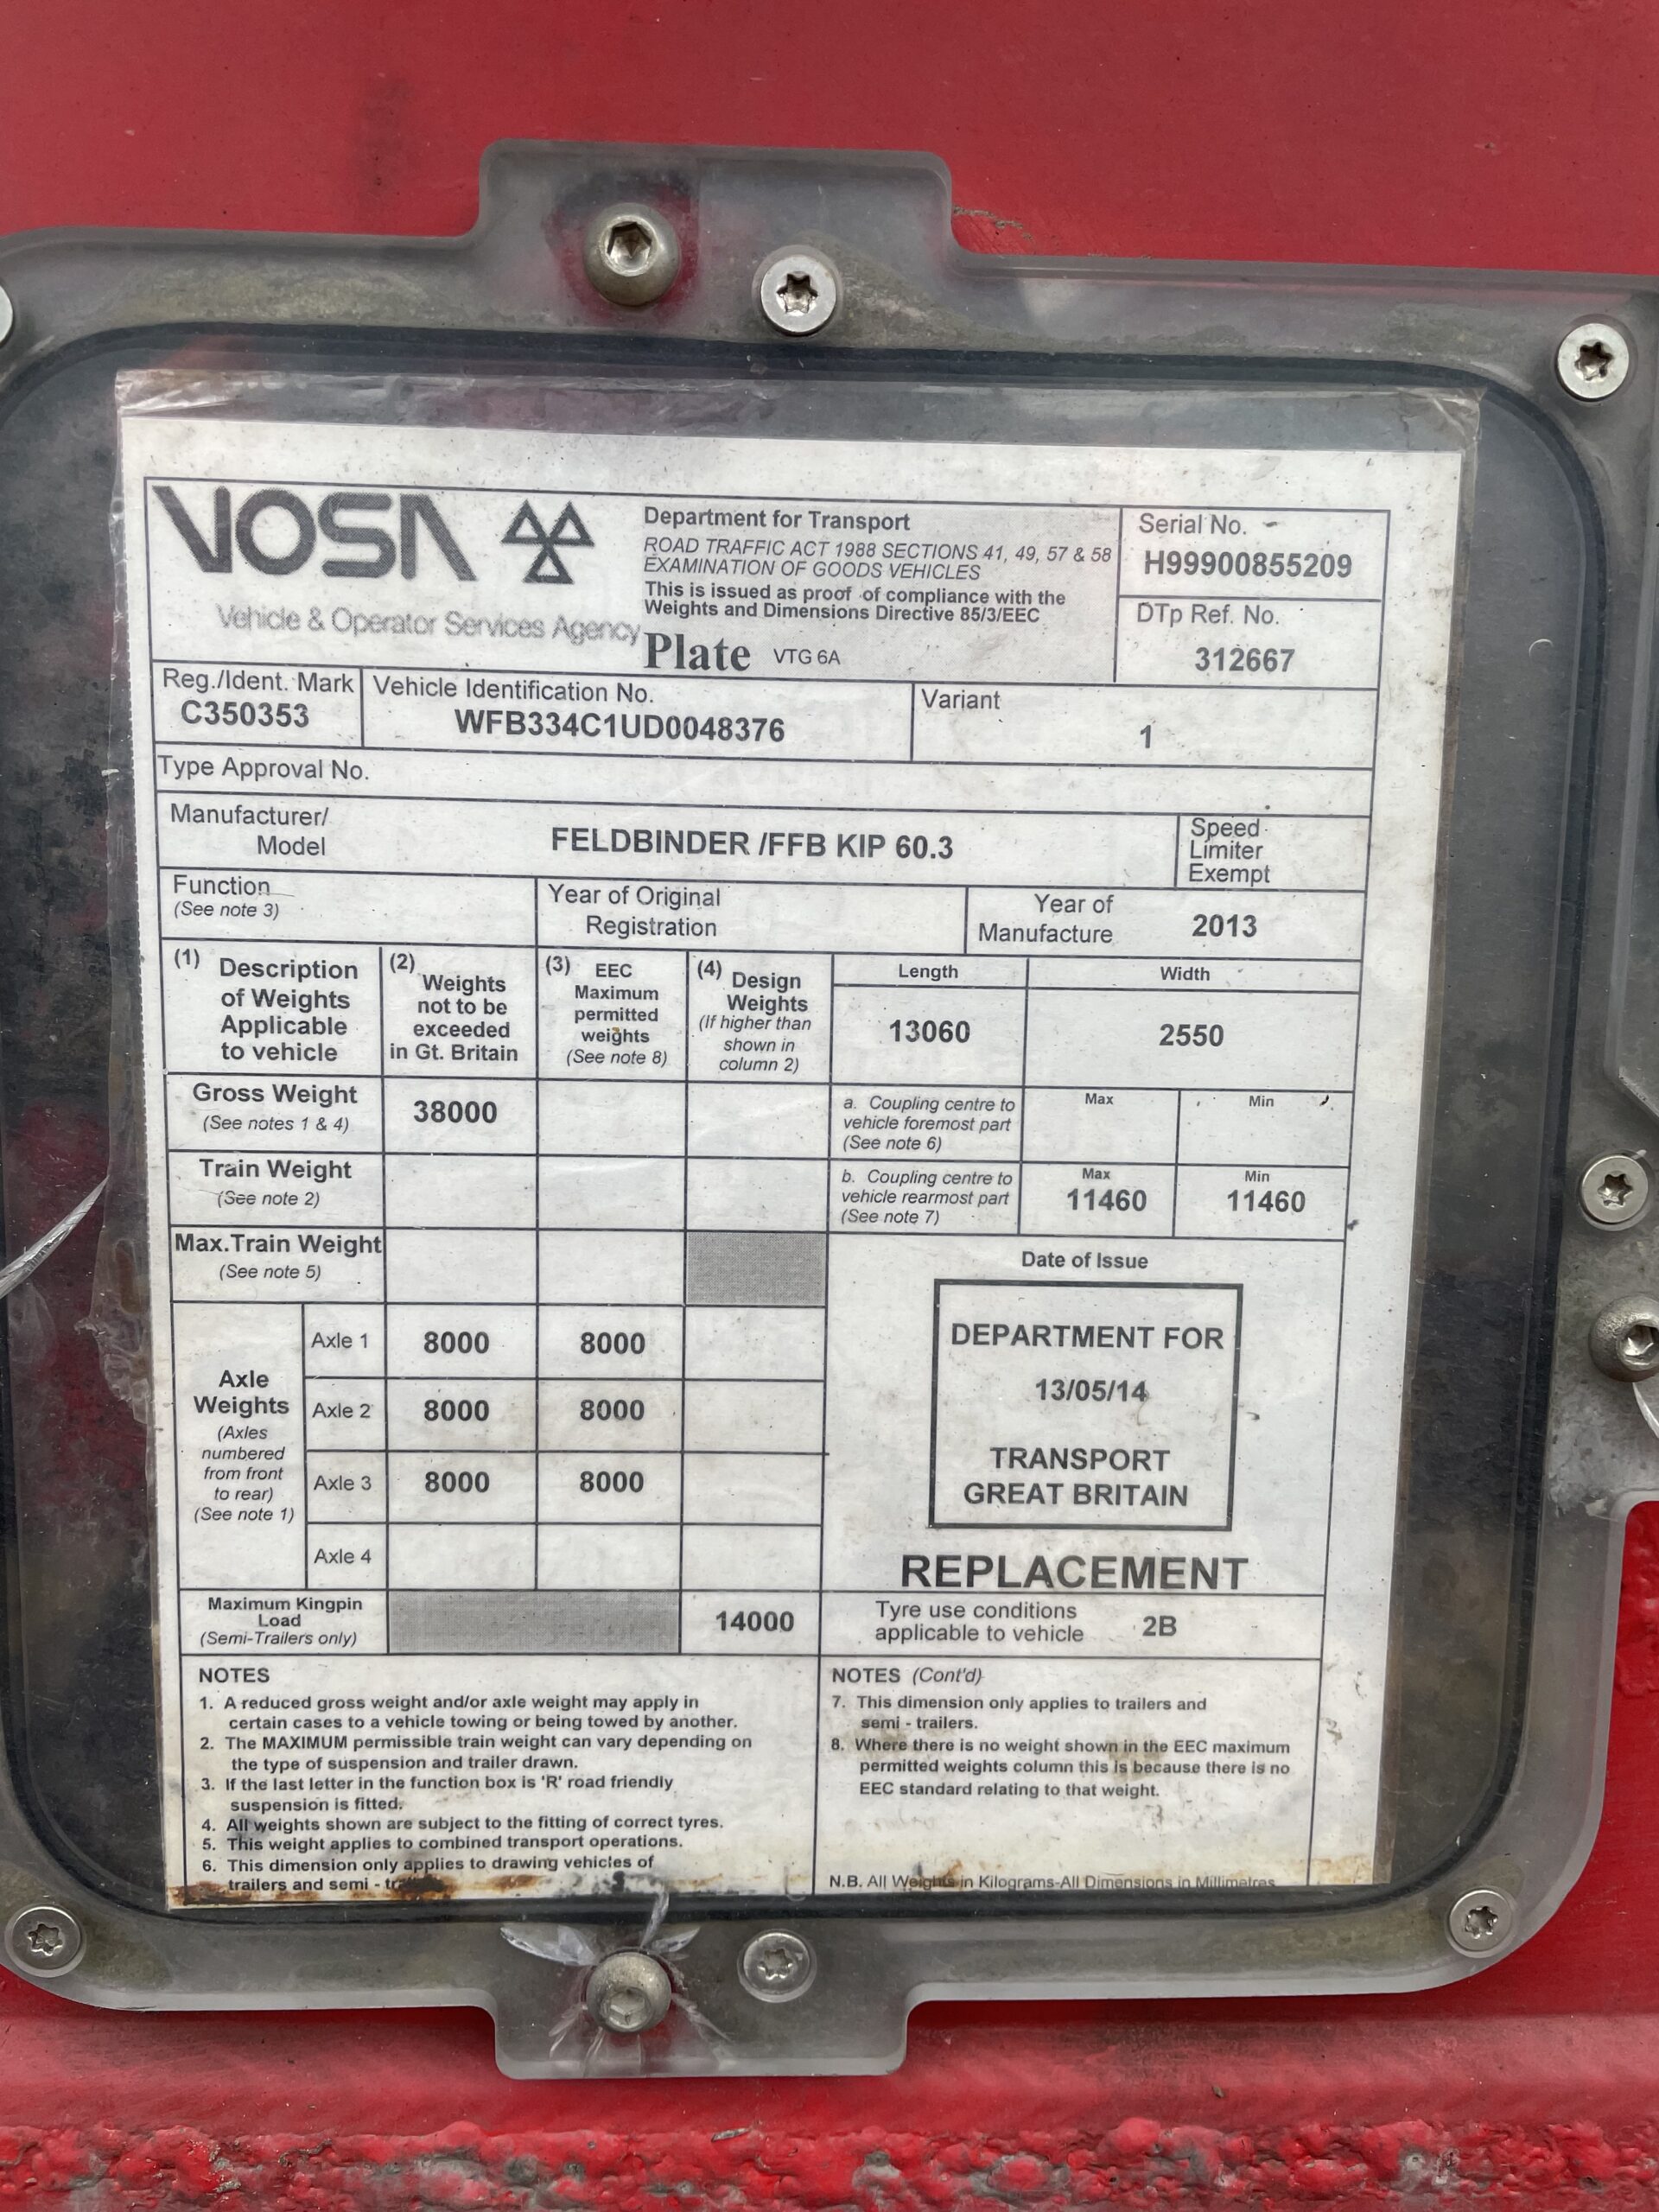 VOSA
Vehicle & Operator Services Agency
Department for Transport
ROAD TRAFFIC ACT 1988 SECTIONS 41, 49, 57 & 58
EXAMINATION OF GOODS VEHICLES
This is issued as proof of compliance with the
Weights and Dimensions Directive 85/3/EEC
Plate VTG 6A
Serial No.
H99900855209
DTp Ref. No.
312667
Reg./Ident. Mark
C350353
Vehicle Identification No.
WFB334C1UD0048376
Variant
1
Type Approval No.
Manufacturer/
Model
FELDBINDER /FFB KIP 60.3
Speed
Limiter
Exempt
Function
(See note 3)
Year of Original
Registration
Year of
Manufacture
2013
(1) Description
of Weights
Applicable
to vehicle
(2) Weights
not to be
exceeded
in Gt. Britain
(3) EEC
Maximum
permitted
weights
(See note 8)
(4) Design
Weights
(If higher than
shown in
column 2)
Length
13060
Width
2550
Gross Weight
(See notes 1 & 4)
38000
a. Coupling centre to
vehicle foremost part
(See note 6)
Max
Min
Train Weight
(See note 2)
b. Coupling centre to
vehicle rearmost part
(See note 7)
Max
11460
Min
11460
Max.Train Weight
(See note 5)
Axle
Weights
(Axles
numbered
from front
to rear)
(See note 1)
Axle 1 8000 8000
Axle 2 8000 8000
Axle 3 8000 8000
Axle 4
Date of Issue
DEPARTMENT FOR
13/05/14
TRANSPORT
GREAT BRITAIN
REPLACEMENT
Maximum Kingpin
Load
(Semi-Trailers only)
14000
Tyre use conditions
applicable to vehicle
2B
NOTES
1. A reduced gross weight and/or axle weight may apply in
certain cases to a vehicle towing or being towed by another.
2. The MAXIMUM permissible train weight can vary depending on
the type of suspension and trailer drawn.
3. If the last letter in the function box is 'R' road friendly
suspension is fitted.
4. All weights shown are subject to the fitting of correct tyres.
5. This weight applies to combined transport operations.
6. This dimension only applies to drawing vehicles of
trailers and semi -
NOTES (Cont'd)
7. This dimension only applies to trailers and
semi - trailers.
8. Where there is no weight shown in the EEC maximum
permitted weights column this is because there is no
EEC standard relating to that weight.
N.B. All Weights in Kilograms-All Dimensions in Millimetres